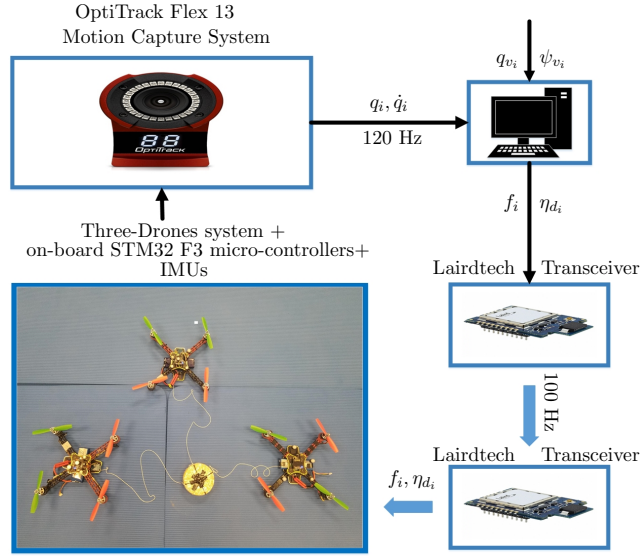 OptiTrack Flex 13
Motion Capture System
88
OptiTrack
q_i, q̇_i
120 Hz
q_{v_i} ψ_{v_i}
f_i η_{d_i}
Three-Drones system +
on-board STM32 F3 micro-controllers+
IMUs
Lairdtech Transceiver
100 Hz
Lairdtech Transceiver
f_i, η_{d_i}